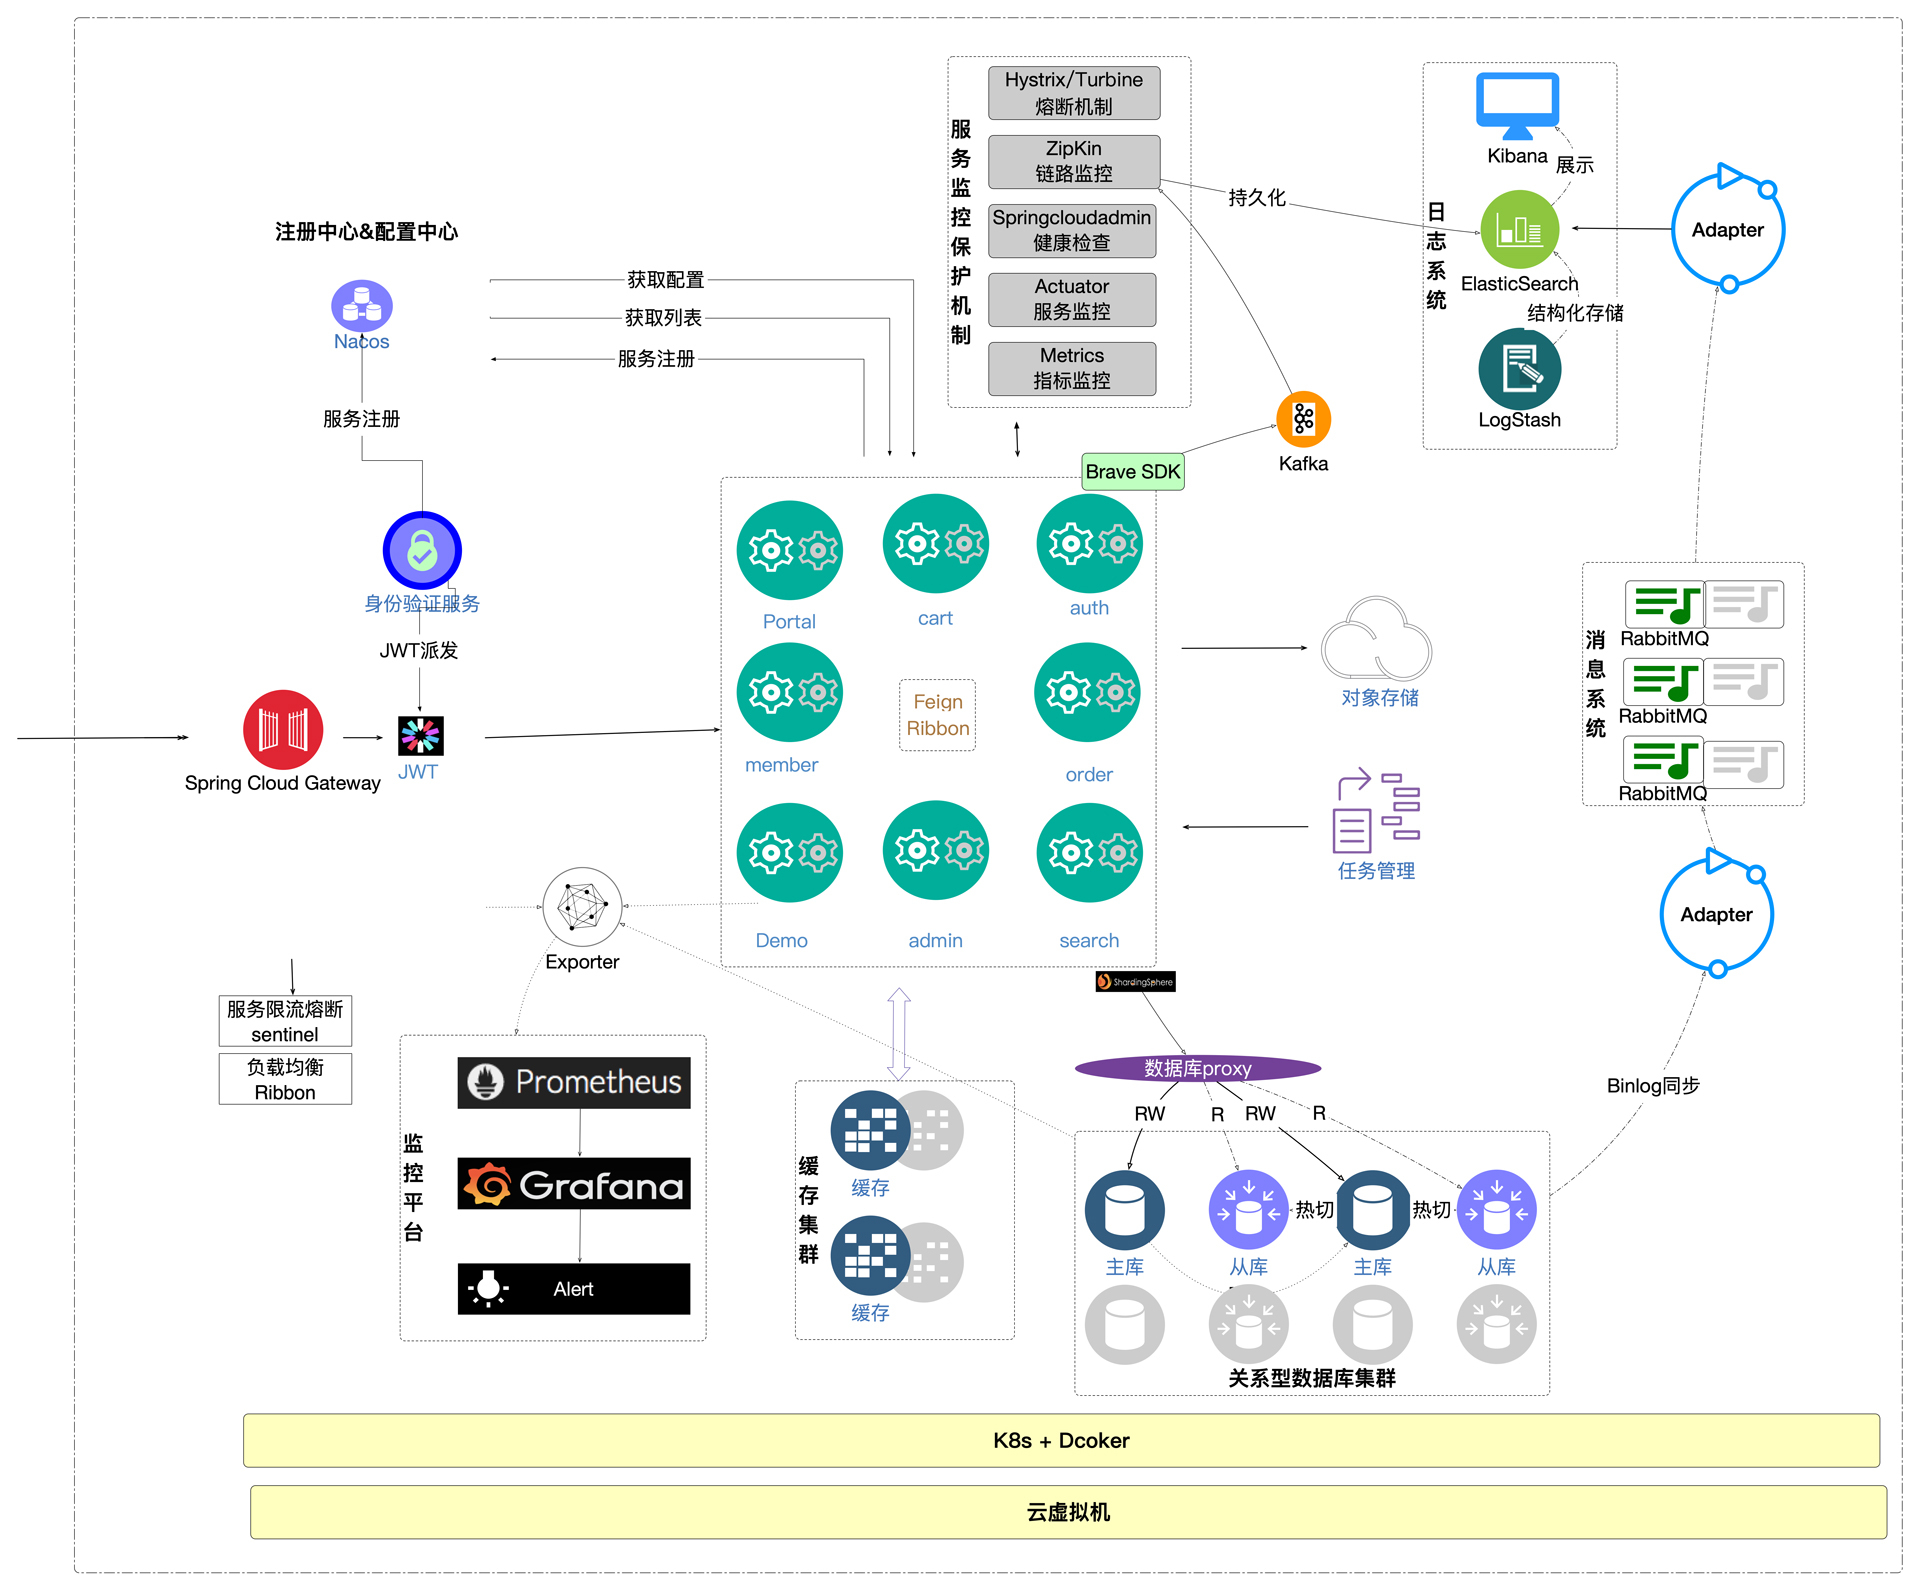 Hystrix/Turbine
熔断机制
ZipKin
链路监控
Springcloudadmin
健康检查
Actuator
服务监控
Metrics
指标监控
服务监控保护机制
持久化
Kibana
展示
ElasticSearch
结构化存储
LogStash
日志系统
Adapter
注册中心&配置中心
Nacos
获取配置
获取列表
服务注册
服务注册
Kafka
Brave SDK
身份验证服务
JWT派发
JWT
Spring Cloud Gateway
Portal
cart
auth
member
Feign
Ribbon
order
Demo
admin
search
对象存储
任务管理
消息系统
RabbitMQ
RabbitMQ
RabbitMQ
Adapter
Exporter
服务限流熔断
sentinel
负载均衡
Ribbon
监控平台
Prometheus
Grafana
Alert
缓存集群
缓存
缓存
ShardingSphere
数据库proxy
RW
R
RW
R
Binlog同步
热切
热切
主库
从库
主库
从库
关系型数据库集群
K8s + Dcoker
云虚拟机